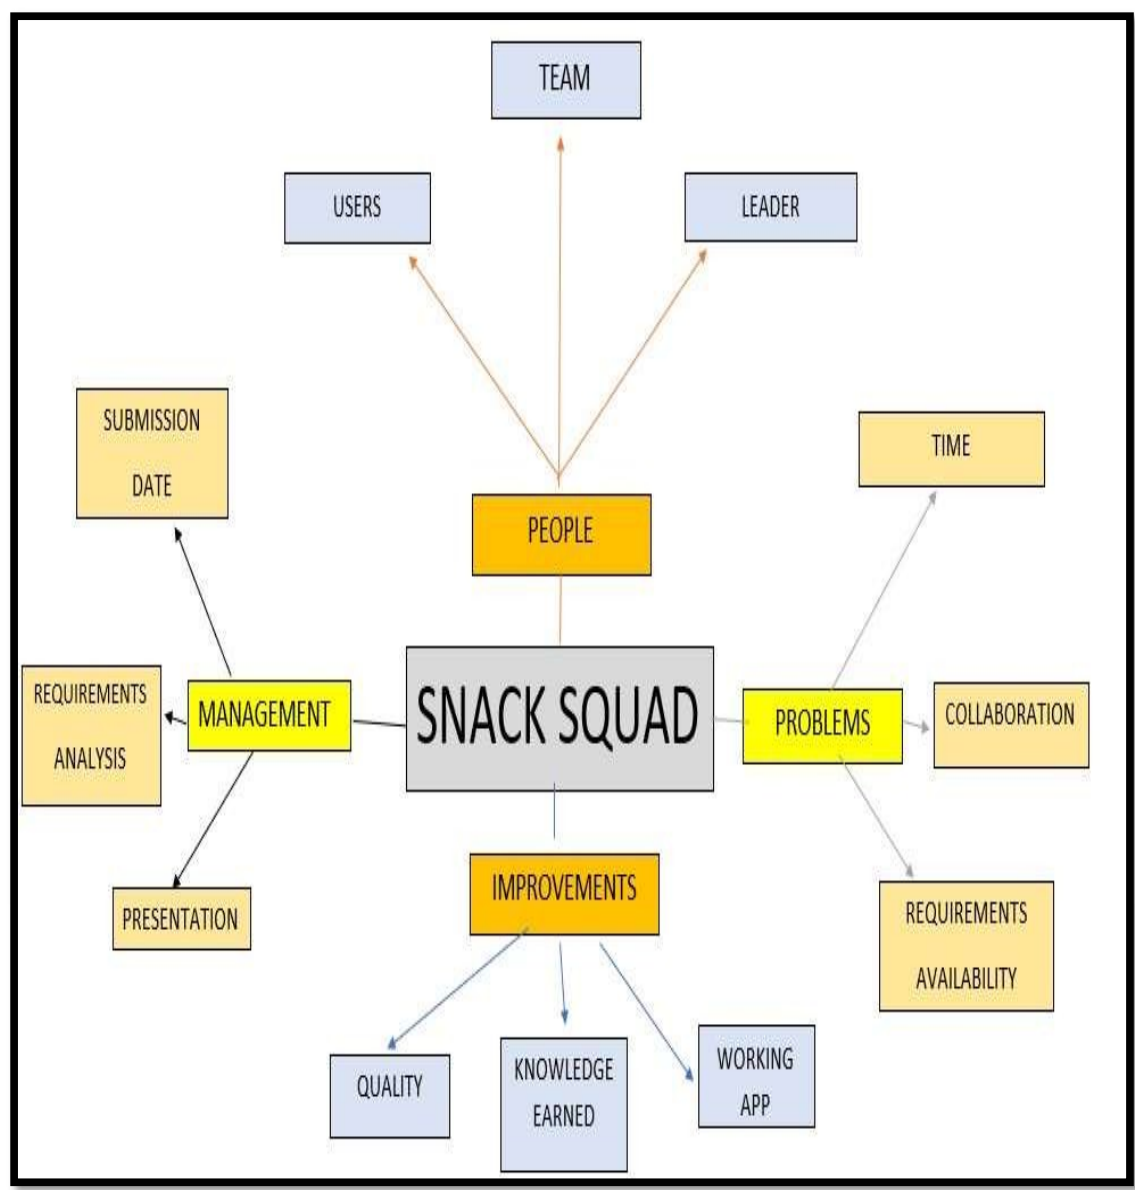 TEAM
USERS
LEADER
SUBMISSION
DATE
TIME
PEOPLE
REQUIREMENTS
ANALYSIS
MANAGEMENT
SNACK SQUAD
PROBLEMS
COLLABORATION
PRESENTATION
IMPROVEMENTS
REQUIREMENTS
AVAILABILITY
QUALITY
KNOWLEDGE
EARNED
WORKING
APP